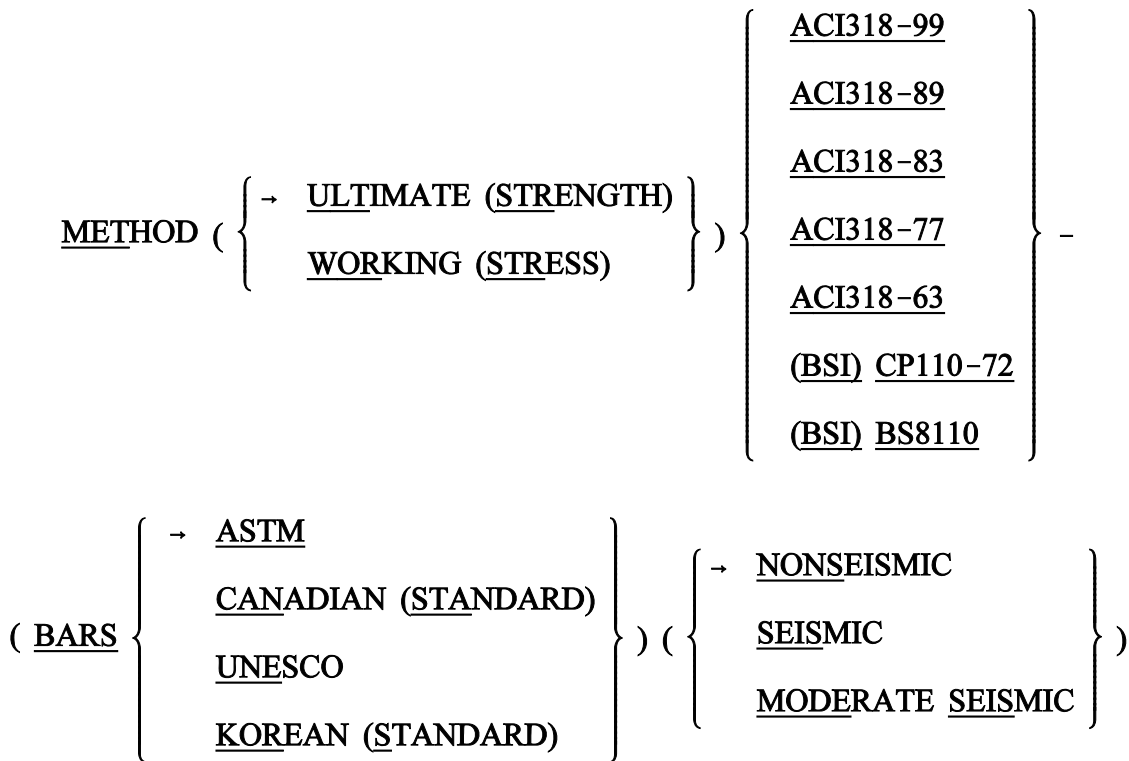 ACI318-99
ACI318-89
ACI318-83
→ ULTIMATE (STRENGTH)
ACI318-77
METHOD ( ) -
WORKING (STRESS)
ACI318-63
(BSI) CP110-72
(BSI) BS8110
→ ASTM
→ NONSEISMIC
CANADIAN (STANDARD)
( BARS ) ( SEISMIC )
UNESCO
MODERATE SEISMIC
KOREAN (STANDARD)